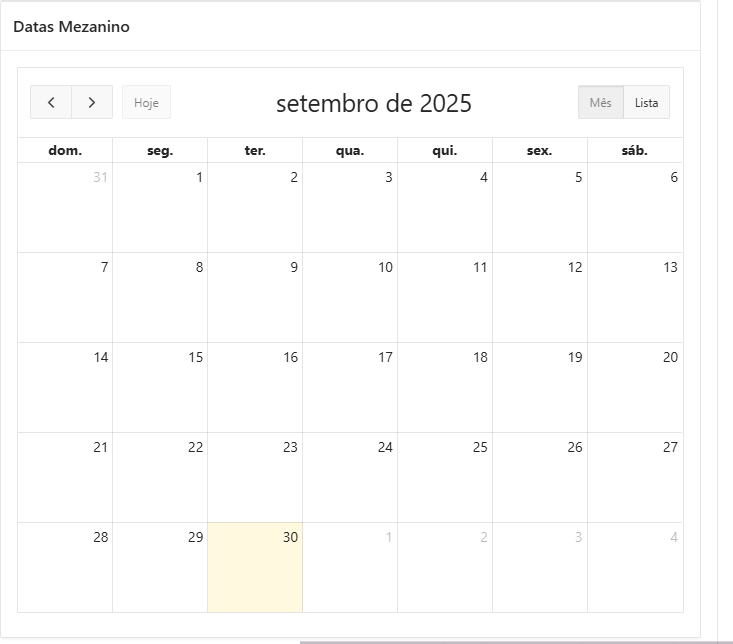 Datas Mezanino
Hoje setembro de 2025 Mês Lista
dom. seg. ter. qua. qui. sex. sáb.
31 1 2 3 4 5 6
7 8 9 10 11 12 13
14 15 16 17 18 19 20
21 22 23 24 25 26 27
28 29 30 1 2 3 4